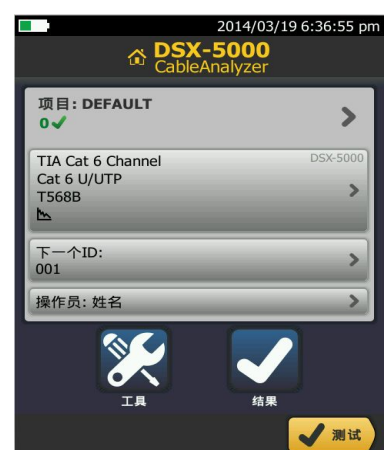 2014/03/19 6:36:55 pm
DSX-5000
CableAnalyzer
项目: DEFAULT
0
TIA Cat 6 Channel
DSX-5000
Cat 6 U/UTP
T568B
下一个ID:
001
操作员: 姓名
工具
结果
测试